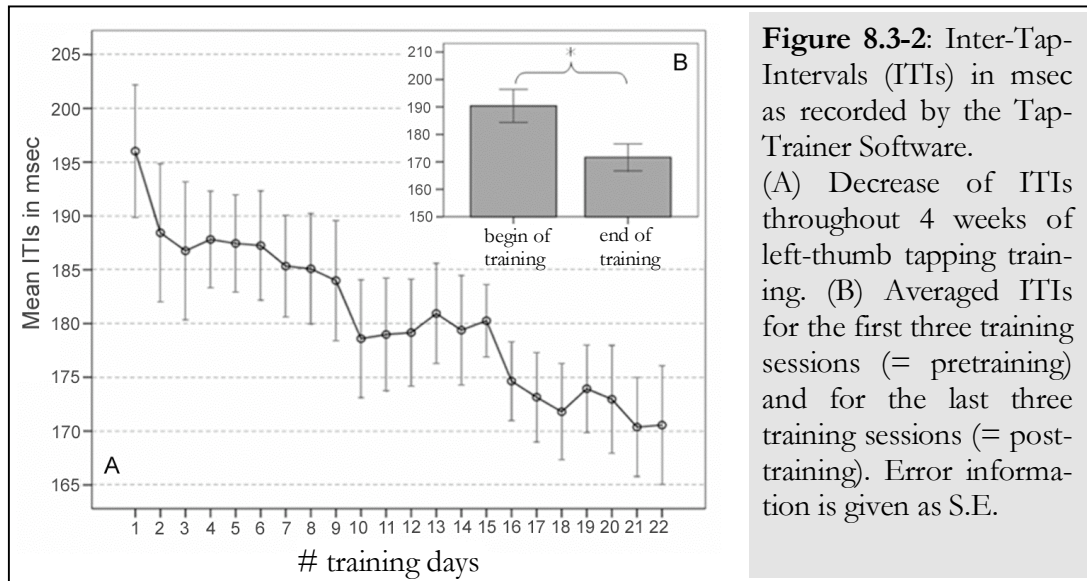 205
200
195
190
185
180
175
170
165
Mean ITIs in msec
A
1 2 3 4 5 6 7 8 9 10 11 12 13 14 15 16 17 18 19 20 21 22
# training days
210
200
190
180
170
160
150
*
B
begin of training
end of training
Figure 8.3-2: Inter-Tap-
Intervals (ITIs) in msec
as recorded by the Tap-
Trainer Software.
(A) Decrease of ITIs
throughout 4 weeks of
left-thumb tapping train-
ing. (B) Averaged ITIs
for the first three training
sessions (= pretraining)
and for the last three
training sessions (= post-
training). Error informa-
tion is given as S.E.